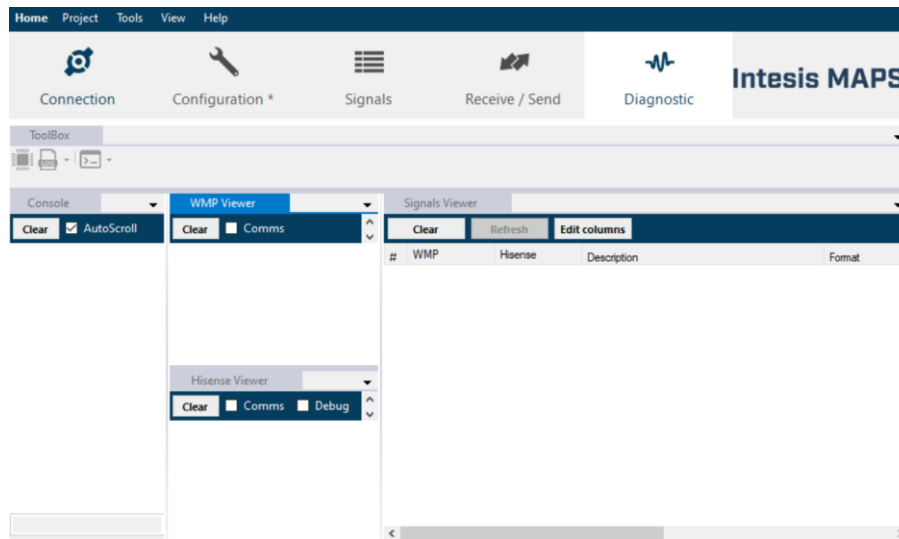 Home Project Tools View Help
Connection
Configuration *
Signals
Receive / Send
Diagnostic
Intesis MAPS
ToolBox
LOG
Console
Clear AutoScroll
WMP Viewer
Clear Comms
Hisense Viewer
Clear Comms Debug
Signals Viewer
Clear Refresh Edit columns
# WMP Hisense Description Format